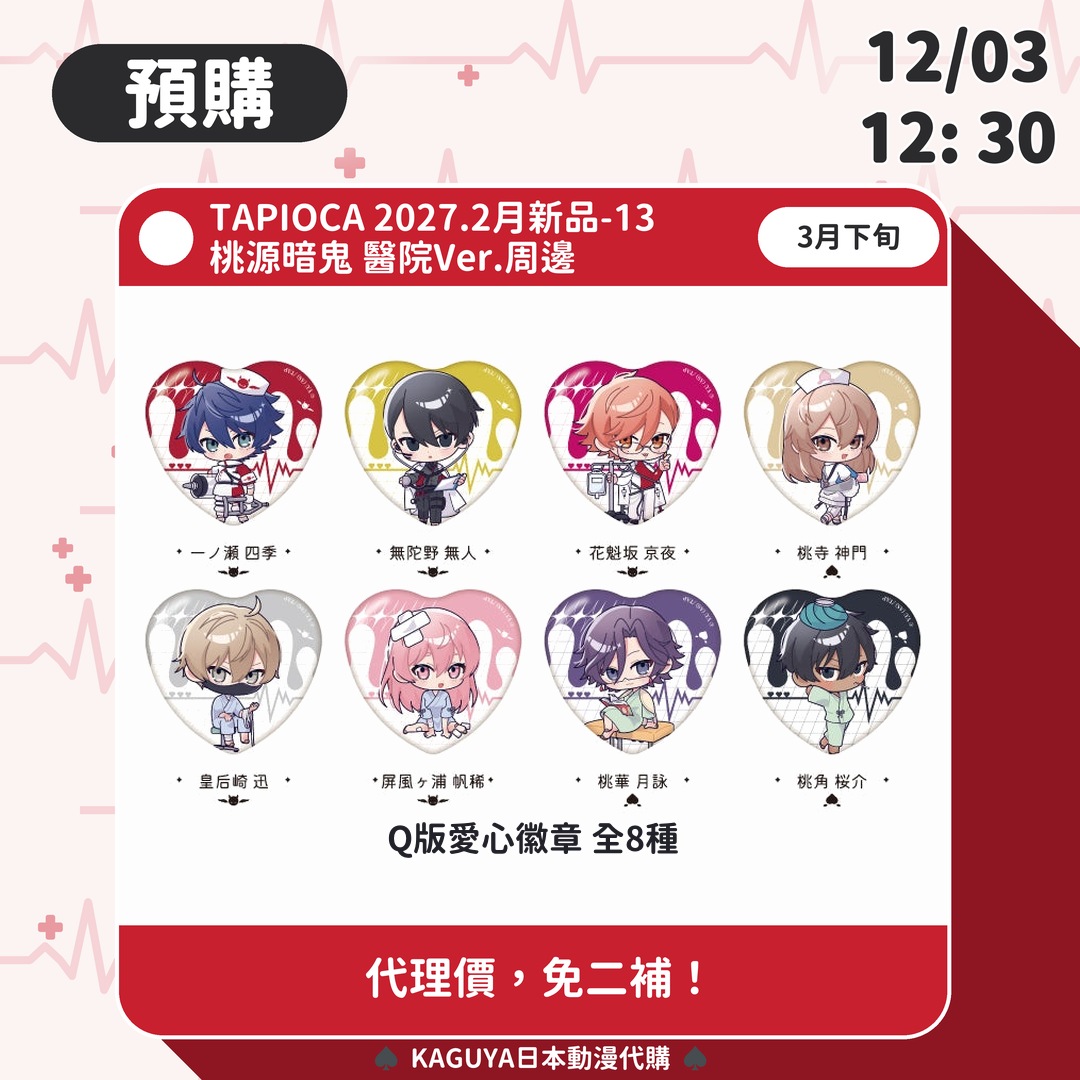 預購
12/03
12: 30
TAPIOCA 2027.2月新品-13
桃源暗鬼 醫院Ver.周邊
3月下旬
一ノ瀬 四季
無陀野 無人
花魁坂 京夜
桃寺 神門
皇后崎 迅
屏風ヶ浦 帆稀
桃華 月詠
桃角 桜介
Q版愛心徽章 全8種
代理價，免二補！
KAGUYA日本動漫代購